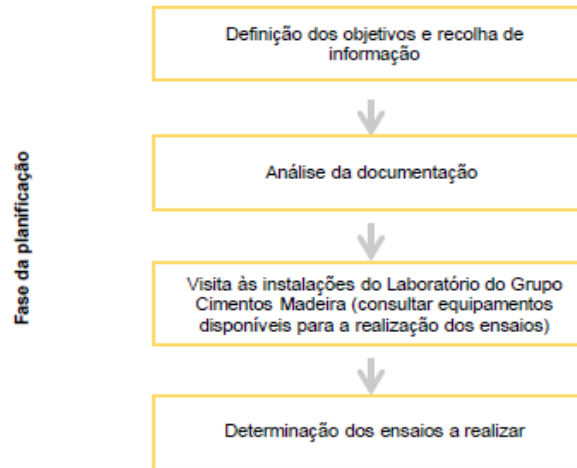 Fase da planificação
Definição dos objetivos e recolha de
informação
Análise da documentação
Visita às instalações do Laboratório do Grupo
Cimentos Madeira (consultar equipamentos
disponíveis para a realização dos ensaios)
Determinação dos ensaios a realizar